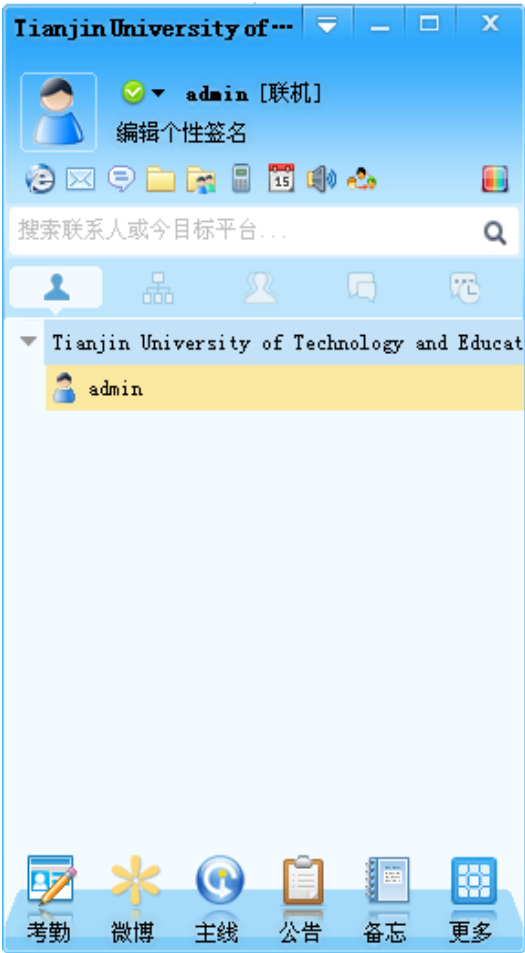 Tianjin University of···
admin [联机]
编辑个性签名
15
搜索联系人或今目标平台...
Tianjin University of Technology and Educat
admin
考勤 微博 主线 公告 备忘 更多